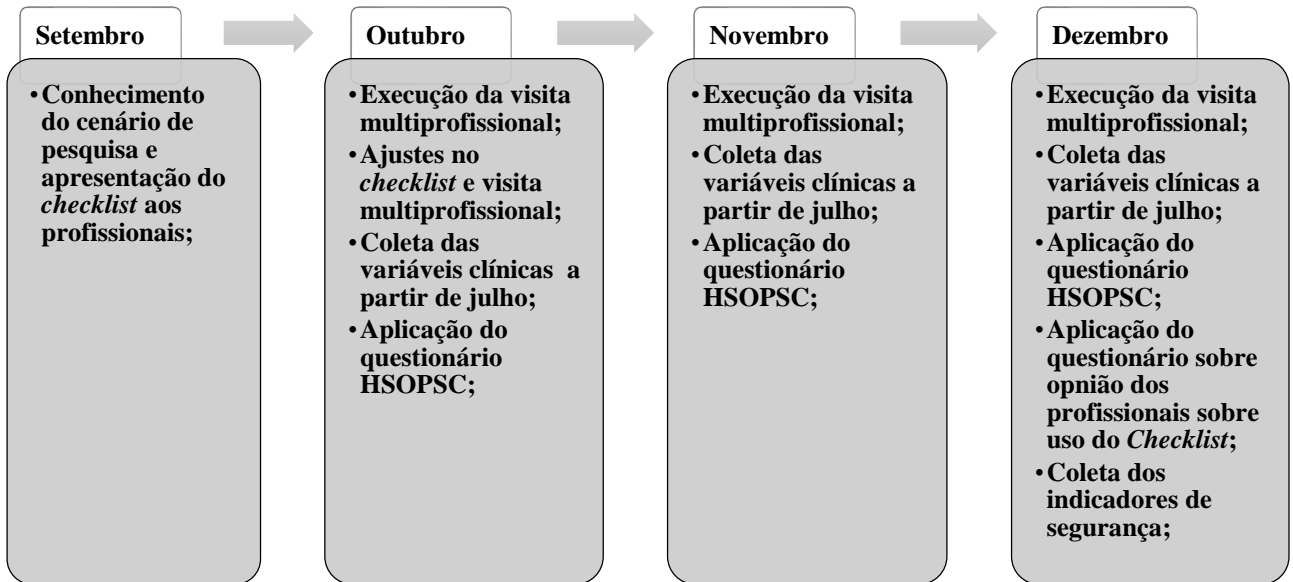 Setembro
• Conhecimento
do cenário de
pesquisa e
apresentação do
checklist aos
profissionais;
Outubro
• Execução da visita
multiprofissional;
• Ajustes no
checklist e visita
multiprofissional;
• Coleta das
variáveis clínicas a
partir de julho;
• Aplicação do
questionário
HSOPSC;
Novembro
• Execução da visita
multiprofissional;
• Coleta das
variáveis clínicas a
partir de julho;
• Aplicação do
questionário
HSOPSC;
Dezembro
• Execução da visita
multiprofissional;
• Coleta das
variáveis clínicas a
partir de julho;
• Aplicação do
questionário
HSOPSC;
• Aplicação do
questionário sobre
opnião dos
profissionais sobre
uso do Checklist;
• Coleta dos
indicadores de
segurança;